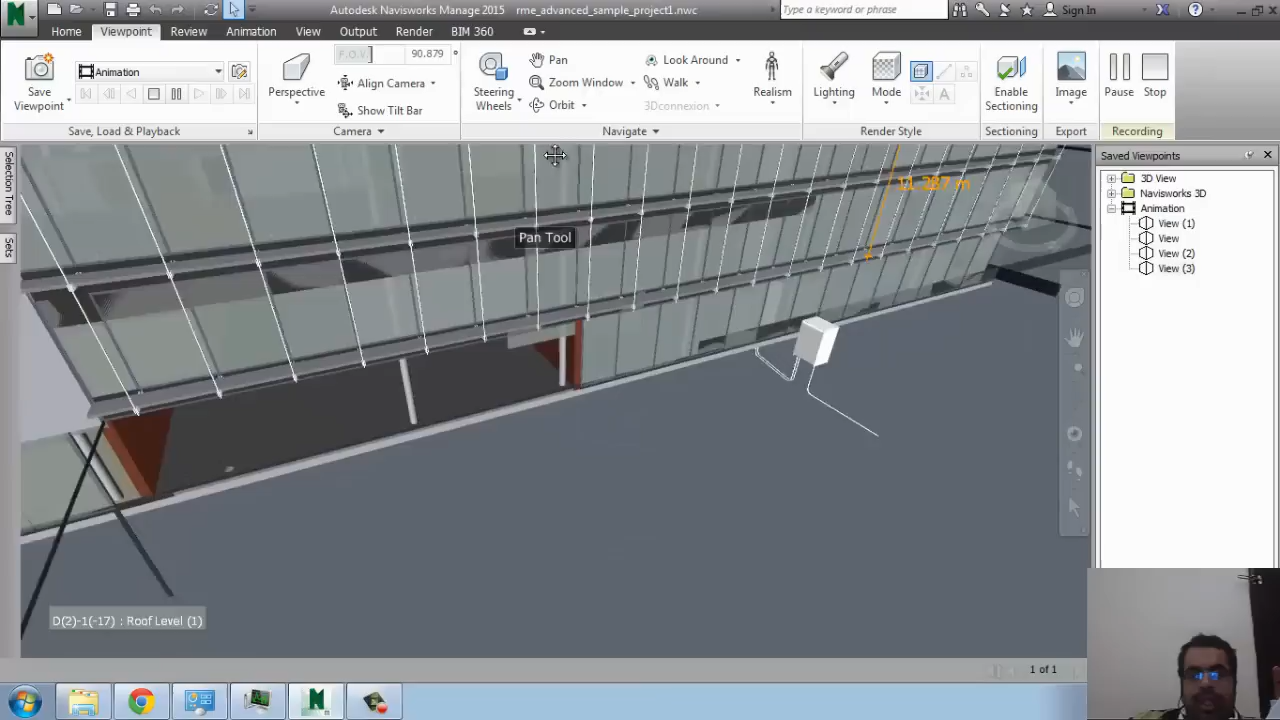 Autodesk Navisworks Manage 2015 rme_advanced_sample_project1.nwc
Type a keyword or phrase
Sign In
Home Viewpoint Review Animation View Output Render BIM 360
Save Viewpoint
Animation
Save, Load & Playback
Perspective
F.O.V. 90.879 °
Align Camera
Show Tilt Bar
Camera
Steering Wheels
Pan
Zoom Window
Orbit
Look Around
Walk
3Dconnexion
Realism
Navigate
Lighting
Mode
Render Style
Enable Sectioning
Sectioning
Image
Export
Pause
Stop
Recording
Selection Tree
Sets
11.287 m
Pan Tool
D(2)-1(-17) : Roof Level (1)
Saved Viewpoints
3D View
Navisworks 3D
Animation
View (1)
View
View (2)
View (3)
1 of 1